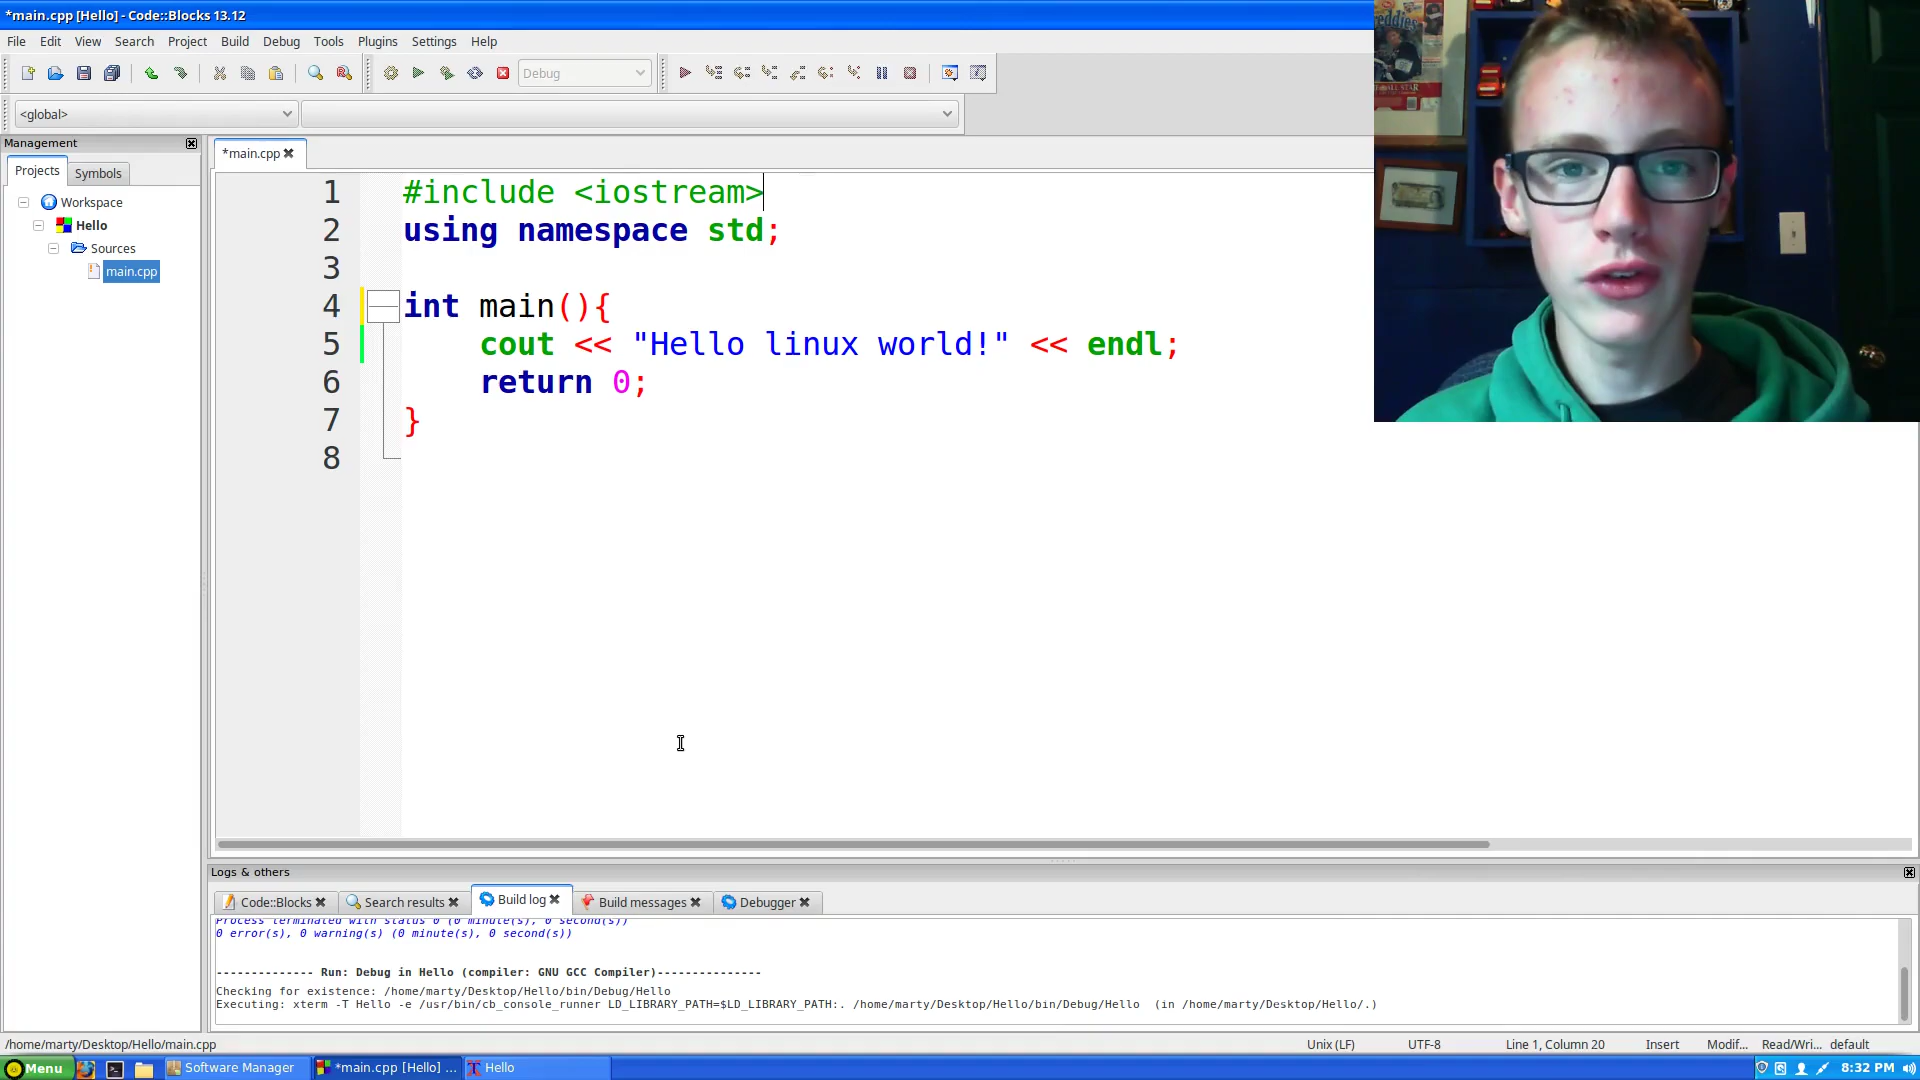 *main.cpp [Hello] - Code::Blocks 13.12
File Edit View Search Project Build Debug Tools Plugins Settings Help
Debug
<global>
Management
Projects Symbols
Workspace
Hello
Sources
main.cpp
*main.cpp
1 #include <iostream>
2 using namespace std;
3
4 int main(){
5 cout << "Hello linux world!" << endl;
6 return 0;
7 }
8
Logs & others
Code::Blocks Search results Build log Build messages Debugger
Process terminated with status 0 (0 minute(s), 0 second(s))
0 error(s), 0 warning(s) (0 minute(s), 0 second(s))
-------------- Run: Debug in Hello (compiler: GNU GCC Compiler)---------------
Checking for existence: /home/marty/Desktop/Hello/bin/Debug/Hello
Executing: xterm -T Hello -e /usr/bin/cb_console_runner LD_LIBRARY_PATH=$LD_LIBRARY_PATH:. /home/marty/Desktop/Hello/bin/Debug/Hello (in /home/marty/Desktop/Hello/.)
/home/marty/Desktop/Hello/main.cpp Unix (LF) UTF-8 Line 1, Column 20 Insert Modif... Read/Wri... default
Menu Software Manager *main.cpp [Hello] ... Hello 8:32 PM